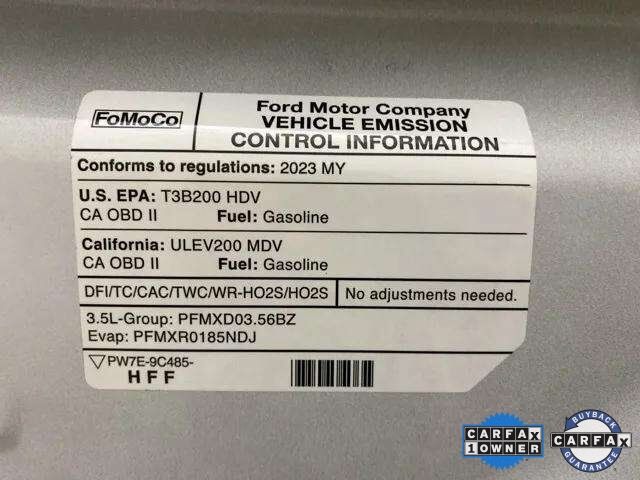 FoMoCo
Ford Motor Company
VEHICLE EMISSION
CONTROL INFORMATION
Conforms to regulations: 2023 MY
U.S. EPA: T3B200 HDV
CA OBD II Fuel: Gasoline
California: ULEV200 MDV
CA OBD II Fuel: Gasoline
DFI/TC/CAC/TWC/WR-HO2S/HO2S No adjustments needed.
3.5L-Group: PFMXD03.56BZ
Evap: PFMXR0185NDJ
PW7E-9C485-
HFF
CARFAX
1 OWNER
BUYBACK
CARFAX
GUARANTEE